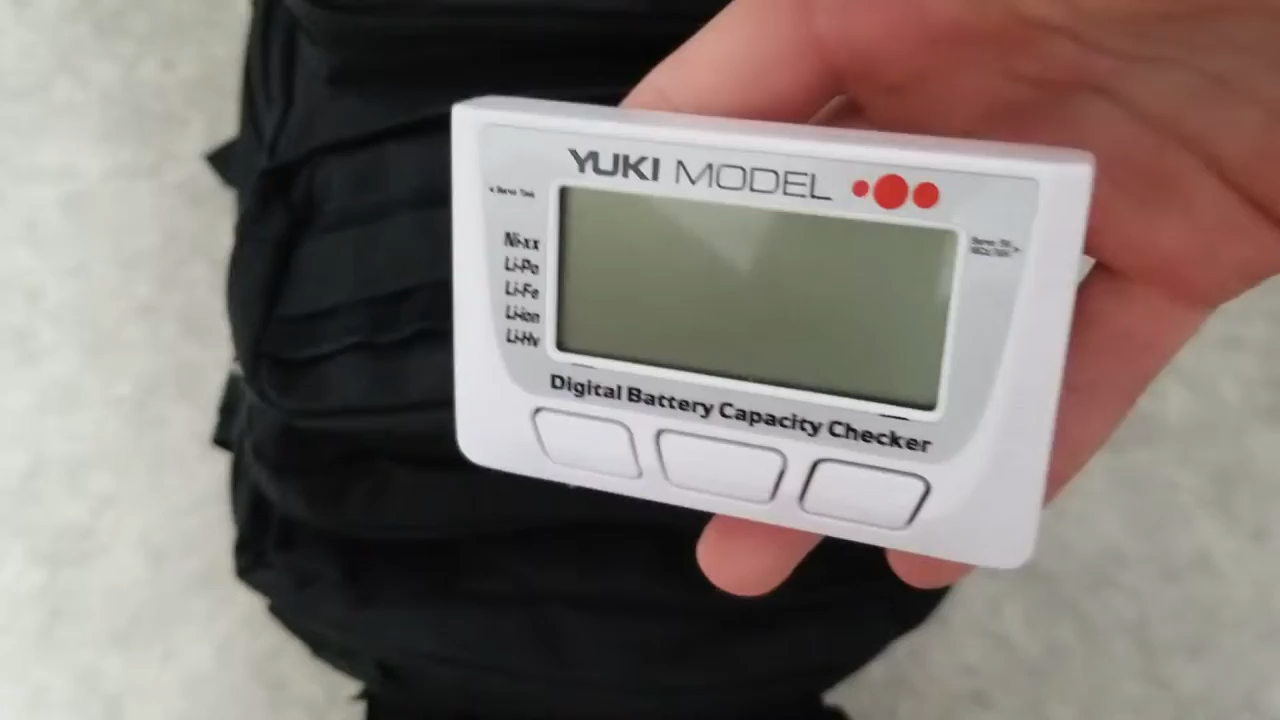 YUKI MODEL
Ni-xx
Li-Po
Li-Fe
Li-ion
Li-Hv
Digital Battery Capacity Checker